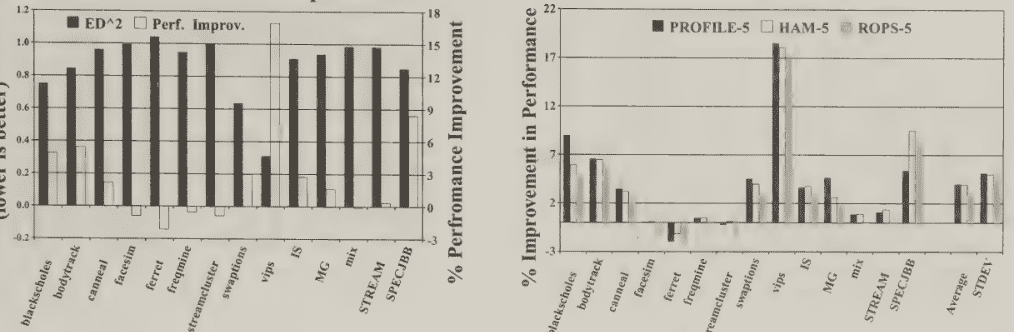 ED^2 Perf. Improv.
1.2
1.0
0.8
0.6
0.4
0.2
0.0
-0.2
(lower is better)
18
15
12
9
6
3
0
-3
% Perfromance Improvement
blackscholes
bodytrack
canneal
facesim
ferret
freqmine
streamcluster
swaptions
vips
IS
MG
mix
STREAM
SPECJBB
PROFILE-5 HAM-5 ROPS-5
22
17
12
7
2
-3
% Improvement in Performance
blackscholes
bodytrack
canneal
facesim
ferret
freqmine
reamcluster
swaptions
vips
IS
MG
mix
STREAM
SPECJBB
Average
STDEV